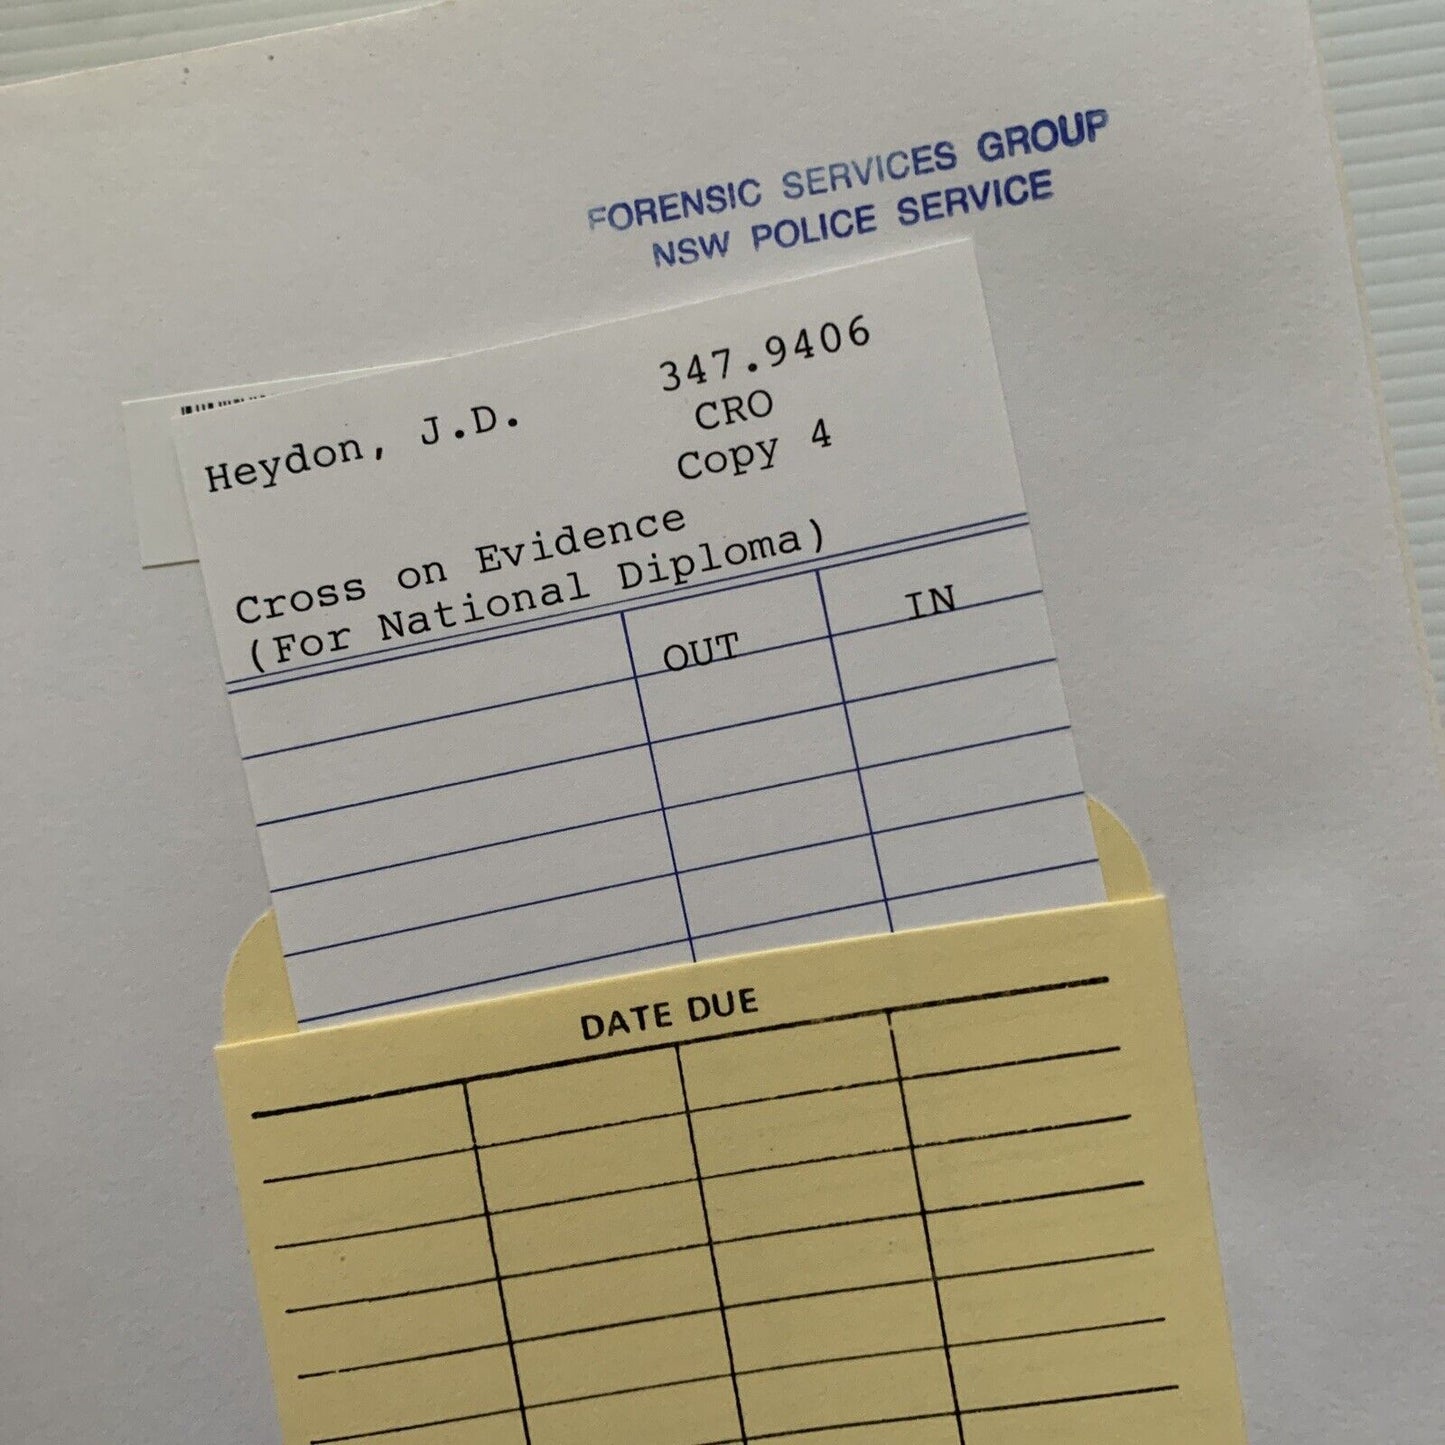 FORENSIC SERVICES GROUP
NSW POLICE SERVICE
Heydon, J.D.
347.9406
CRO
Copy 4
Cross on Evidence
(For National Diploma)
OUT
IN
DATE DUE